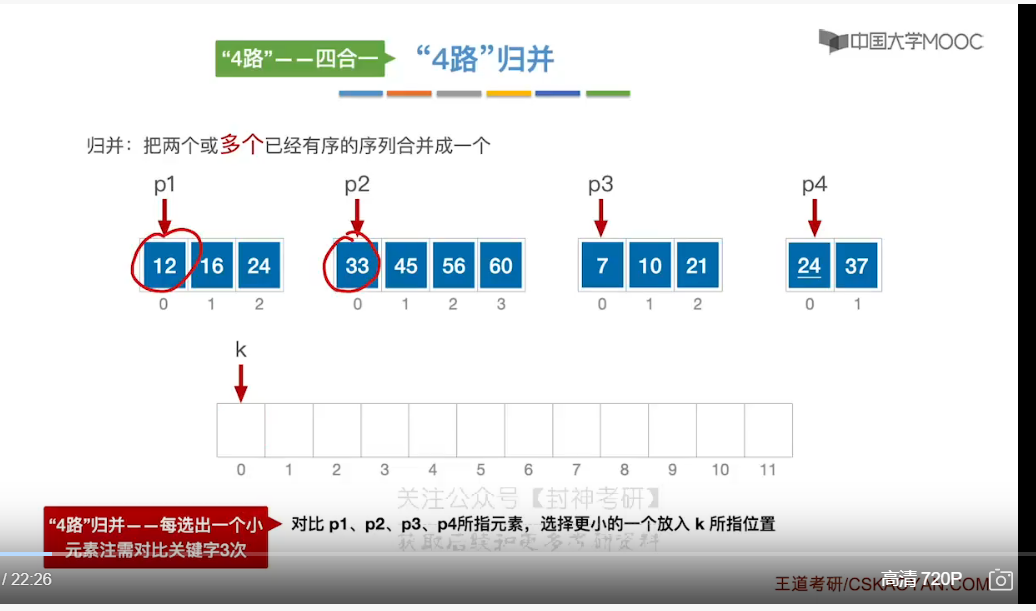 “4路”——四合一
“4路”归并
中国大学MOOC
归并：把两个或多个已经有序的序列合并成一个
p1 p2 p3 p4
12 16 24 33 45 56 60 7 10 21 24 37
0 1 2 0 1 2 3 0 1 2 0 1
k
0 1 2 3 4 5 6 7 8 9 10 11
关注公众号【封神考研】
“4路”归并——每选出一个小
元素注需对比关键字3次
对比 p1、p2、p3、p4所指元素，选择更小的一个放入 k 所指位置
获取后续和更多考研资料
/ 22:26
高清 720P
王道考研/CSKAOYAN.COM